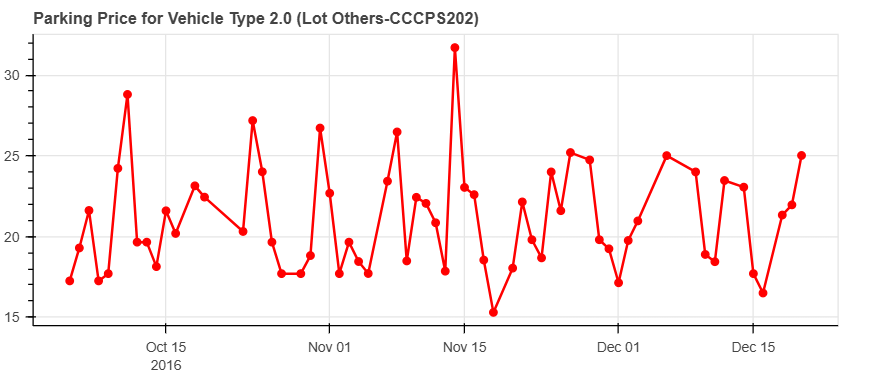 Parking Price for Vehicle Type 2.0 (Lot Others-CCCPS202)
30
25
20
15
Oct 15
2016
Nov 01
Nov 15
Dec 01
Dec 15